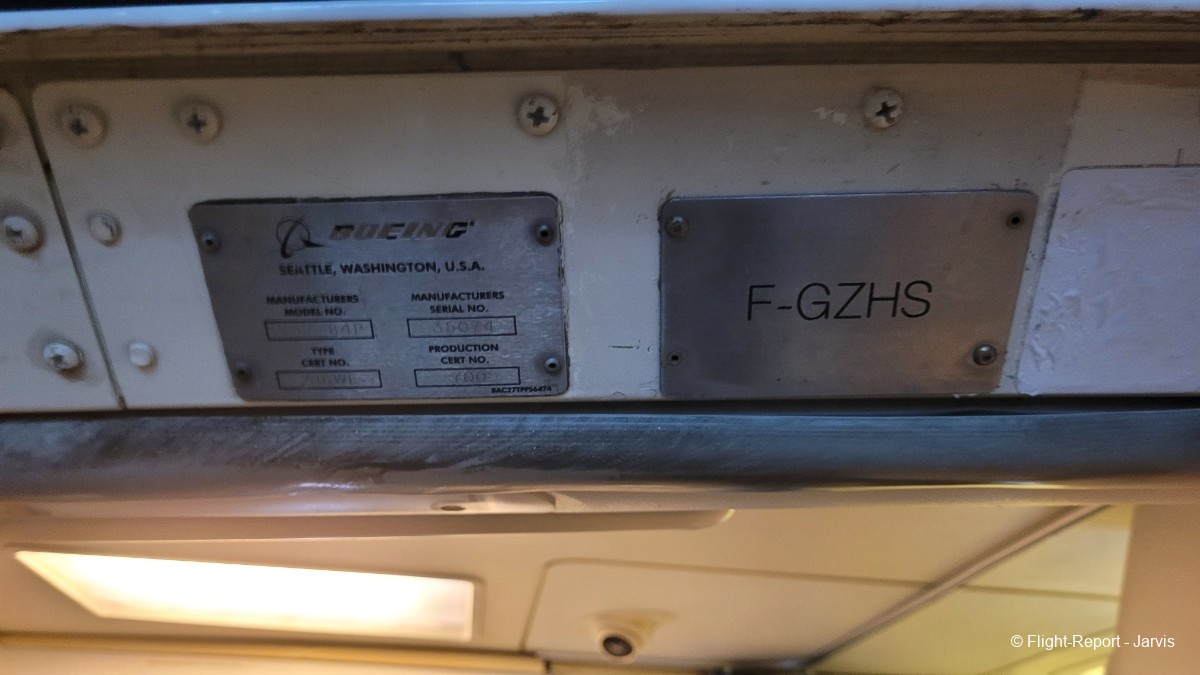 BOEING
SEATTLE, WASHINGTON, U.S.A.
MANUFACTURERS
MODEL NO.
MANUFACTURERS
SERIAL NO.
TYPE
CERT NO.
PRODUCTION
CERT NO.
700
F-GZHS
© Flight-Report - Jarvis